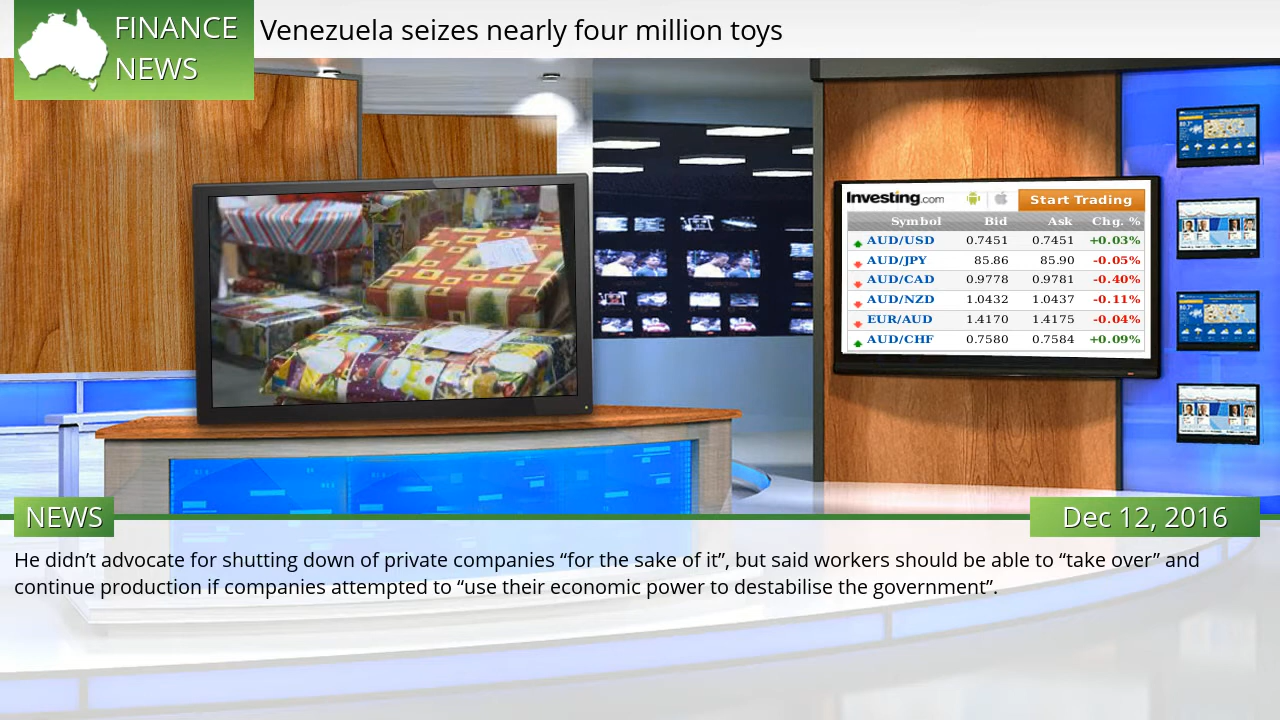 FINANCE
NEWS
Venezuela seizes nearly four million toys
Investing.com
Start Trading
Symbol Bid Ask Chg. %
AUD/USD 0.7451 0.7451 +0.03%
AUD/JPY 85.86 85.90 -0.05%
AUD/CAD 0.9778 0.9781 -0.40%
AUD/NZD 1.0432 1.0437 -0.11%
EUR/AUD 1.4170 1.4175 -0.04%
AUD/CHF 0.7580 0.7584 +0.09%
NEWS
Dec 12, 2016
He didn’t advocate for shutting down of private companies “for the sake of it”, but said workers should be able to “take over” and
continue production if companies attempted to “use their economic power to destabilise the government”.